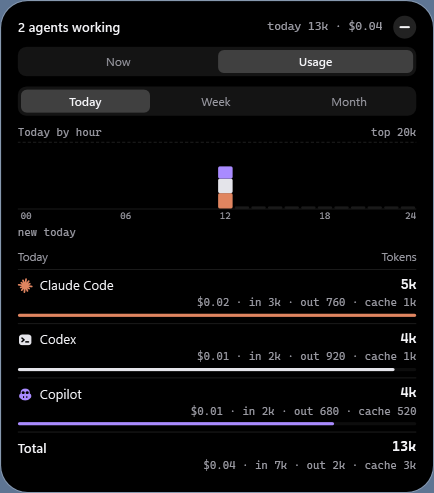 2 agents working today 13k · $0.04
Now Usage
Today Week Month
Today by hour top 20k
00 06 12 18 24
new today
Today Tokens
Claude Code 5k
$0.02 · in 3k · out 760 · cache 1k
Codex 4k
$0.01 · in 2k · out 920 · cache 1k
Copilot 4k
$0.01 · in 2k · out 680 · cache 520
Total 13k
$0.04 · in 7k · out 2k · cache 3k